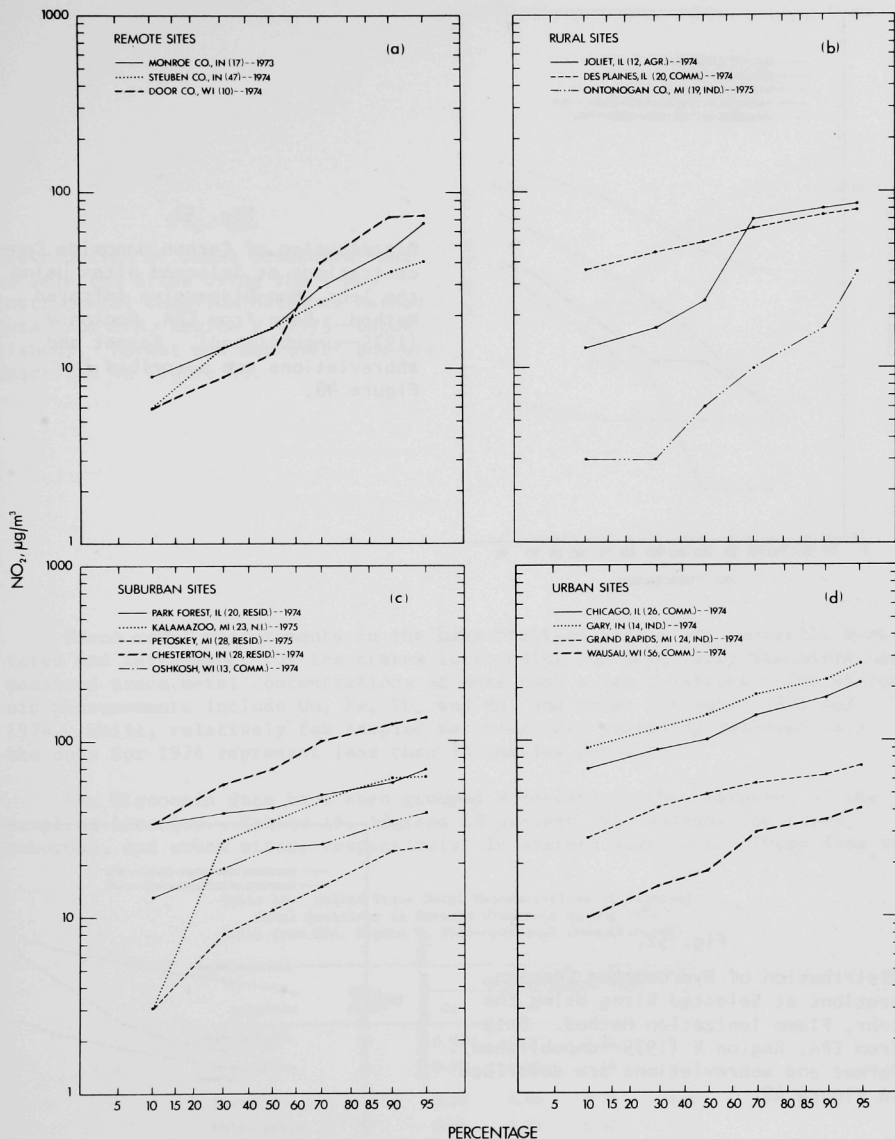 1000
REMOTE SITES
(a)
MONROE CO., IN (17)--1973
STEUBEN CO., IN (47)--1974
DOOR CO., WI (10)--1974
100
10
1
RURAL SITES
(b)
JOLIET, IL (12, AGR.)--1974
DES PLAINES, IL (20, COMM.)--1974
ONTONOGAN CO., MI (19, IND.)--1975
NO2, μg/m³
1000
SUBURBAN SITES
(c)
PARK FOREST, IL (20, RESID.)--1974
KALAMAZOO, MI (23, N.I.)--1975
PETOSKEY, MI (28, RESID.)--1975
CHESTERTON, IN (28, RESID.)--1974
OSHKOSH, WI (13, COMM.)--1974
100
10
1
5 10 15 20 30 40 50 60 70 80 85 90 95
URBAN SITES
(d)
CHICAGO, IL (26, COMM.)--1974
GARY, IN (14, IND)--1974
GRAND RAPIDS, MI (24, IND)--1974
WAUSAU, WI (56, COMM.)--1974
5 10 15 20 30 40 50 60 70 80 85 90 95
PERCENTAGE